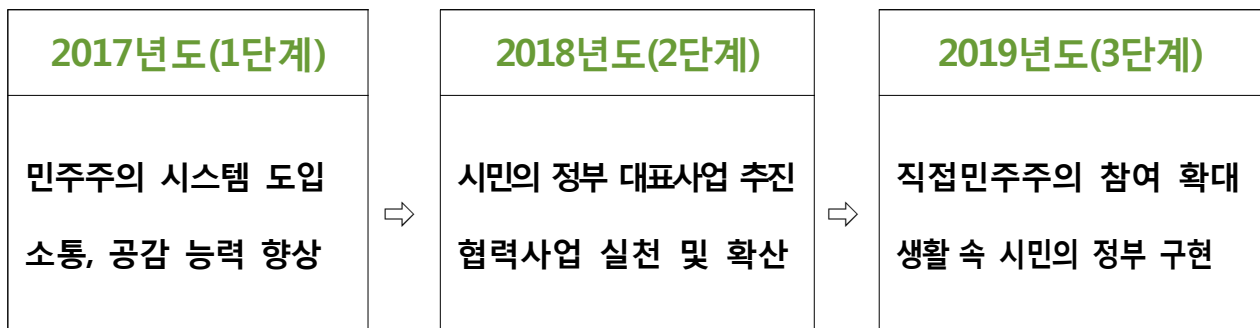 2017년도(1단계)
민주주의 시스템 도입
소통, 공감 능력 향상
⇨
2018년도(2단계)
시민의 정부 대표사업 추진
협력사업 실천 및 확산
⇨
2019년도(3단계)
직접민주주의 참여 확대
생활 속 시민의 정부 구현